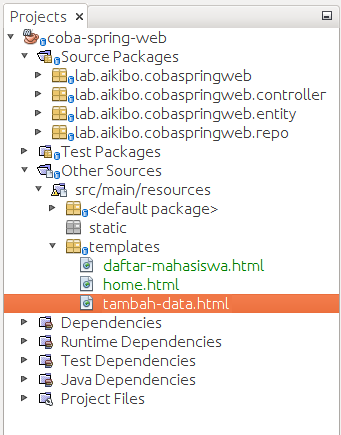 Projects
coba-spring-web
Source Packages
lab.aikibo.cobaspringweb
lab.aikibo.cobaspringweb.controller
lab.aikibo.cobaspringweb.entity
lab.aikibo.cobaspringweb.repo
Test Packages
Other Sources
src/main/resources
<default package>
static
templates
daftar-mahasiswa.html
home.html
tambah-data.html
Dependencies
Runtime Dependencies
Test Dependencies
Java Dependencies
Project Files